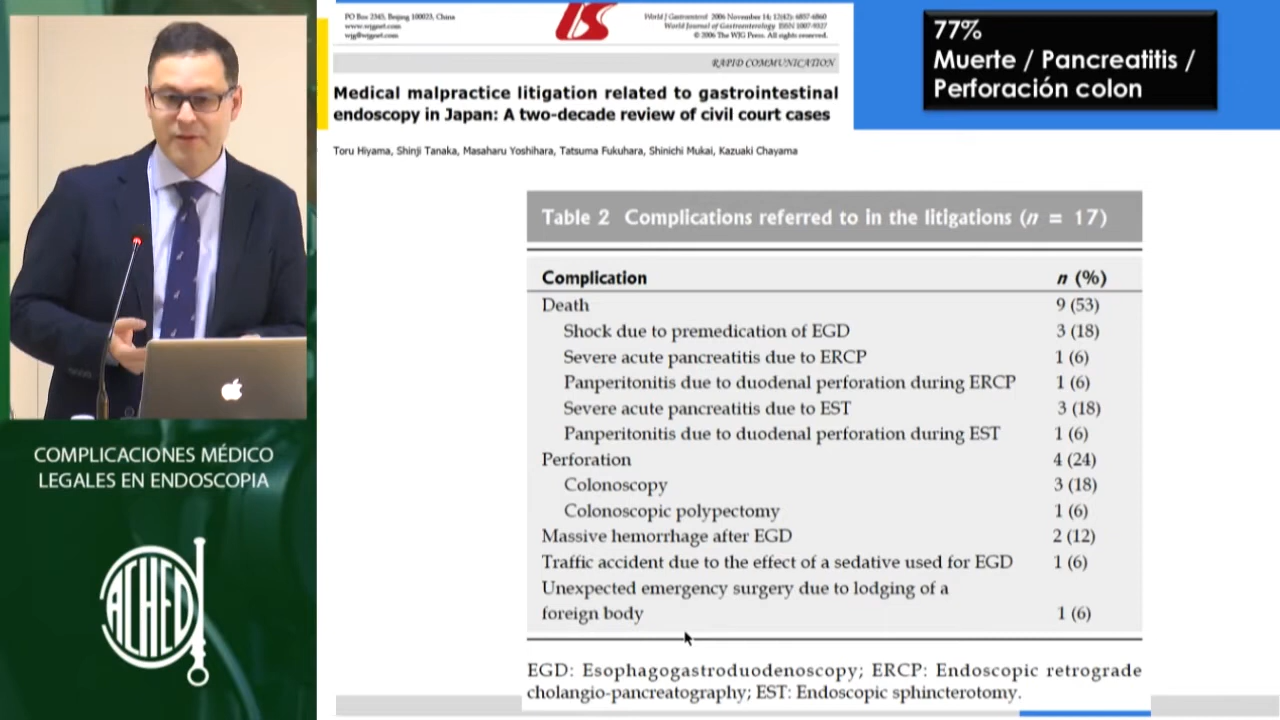 PO Box 2345, Beijing 100023, China
www.wjgnet.com
wjg@wjgnet.com
World J Gastroenterol 2006 November 14; 12(42): 6857-6860
World Journal of Gastroenterology ISSN 1007-9327
© 2006 The WJG Press. All rights reserved.
RAPID COMMUNICATION
77%
Muerte / Pancreatitis /
Perforación colon
Medical malpractice litigation related to gastrointestinal
endoscopy in Japan: A two-decade review of civil court cases
Toru Hiyama, Shinji Tanaka, Masaharu Yoshihara, Tatsuma Fukuhara, Shinichi Mukai, Kazuaki Chayama
Table 2 Complications referred to in the litigations (n = 17)
Complication n (%)
Death 9 (53)
Shock due to premedication of EGD 3 (18)
Severe acute pancreatitis due to ERCP 1 (6)
Panperitonitis due to duodenal perforation during ERCP 1 (6)
Severe acute pancreatitis due to EST 3 (18)
Panperitonitis due to duodenal perforation during EST 1 (6)
Perforation 4 (24)
Colonoscopy 3 (18)
Colonoscopic polypectomy 1 (6)
Massive hemorrhage after EGD 2 (12)
Traffic accident due to the effect of a sedative used for EGD 1 (6)
Unexpected emergency surgery due to lodging of a
foreign body 1 (6)
EGD: Esophagogastroduodenoscopy; ERCP: Endoscopic retrograde
cholangio-pancreatography; EST: Endoscopic sphincterotomy.
COMPLICACIONES MÉDICO
LEGALES EN ENDOSCOPIA
ACHED